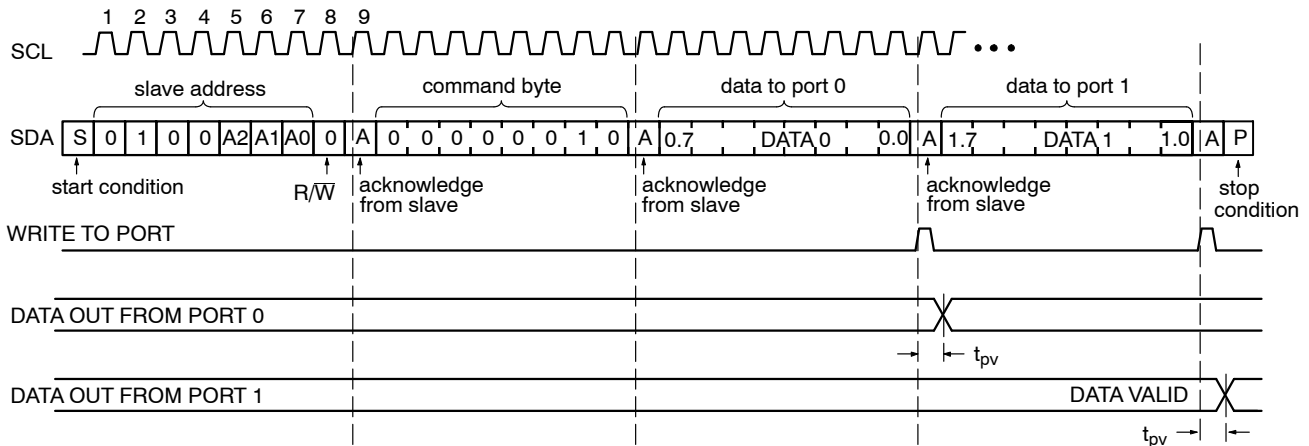 1 2 3 4 5 6 7 8 9
SCL
slave address command byte data to port 0 data to port 1
SDA S 0 1 0 0 A2 A1 A0 0 A 0 0 0 0 0 0 1 0 A 0.7 DATA 0 0.0 A 1.7 DATA 1 1.0 A P
start condition R/W̅ acknowledge from slave acknowledge from slave acknowledge from slave stop condition
WRITE TO PORT
DATA OUT FROM PORT 0
tpv
DATA OUT FROM PORT 1 DATA VALID
tpv